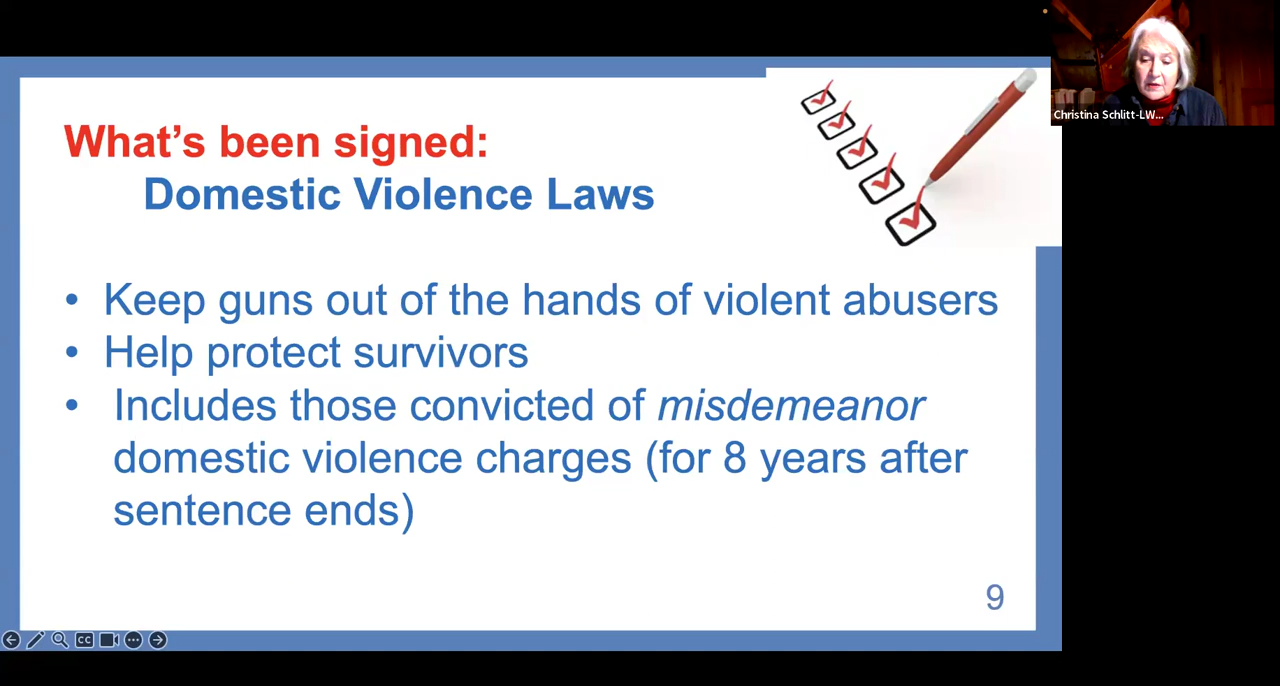 What's been signed:
Domestic Violence Laws
• Keep guns out of the hands of violent abusers
• Help protect survivors
• Includes those convicted of misdemeanor
domestic violence charges (for 8 years after
sentence ends)
9
CC
Christina Schlitt-LW...